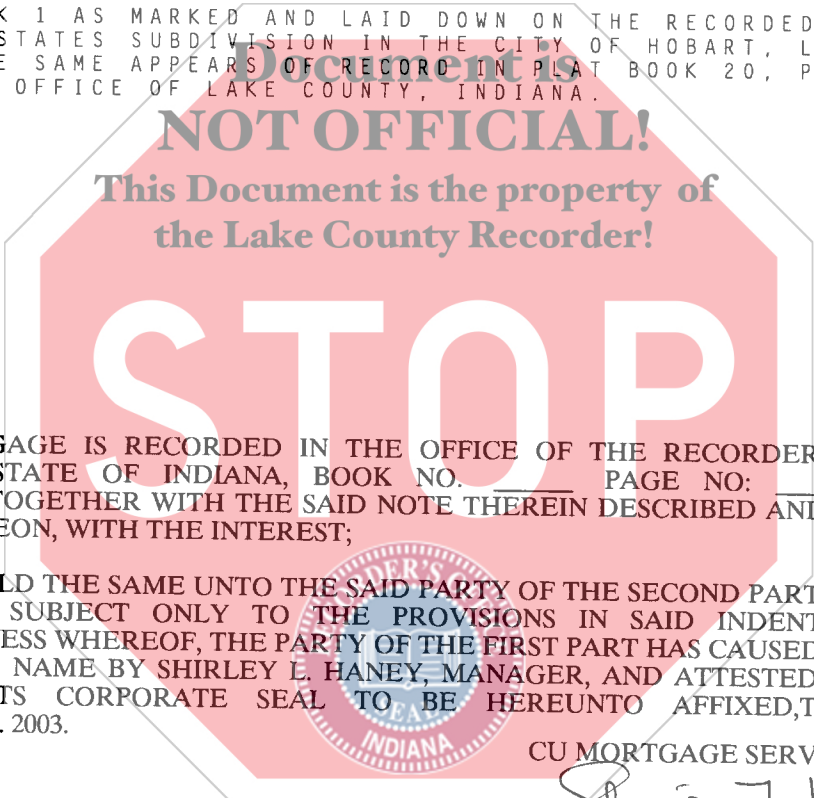 K 1 AS MARKED AND LAID DOWN ON THE RECORDED
STATES SUBDIVISION IN THE CITY OF HOBART, L
E SAME APPEARS OF RECORD IN PLAT BOOK 20, P
OFFICE OF LAKE COUNTY, INDIANA.
Document is
NOT OFFICIAL!
This Document is the property of
the Lake County Recorder!
STOP
GAGE IS RECORDED IN THE OFFICE OF THE RECORDER
STATE OF INDIANA, BOOK NO. ____ PAGE NO: __
TOGETHER WITH THE SAID NOTE THEREIN DESCRIBED AND
EON, WITH THE INTEREST;
LD THE SAME UNTO THE SAID PARTY OF THE SECOND PART
SUBJECT ONLY TO THE PROVISIONS IN SAID INDENT
ESS WHEREOF, THE PARTY OF THE FIRST PART HAS CAUSED
NAME BY SHIRLEY L. HANEY, MANAGER, AND ATTESTED
TS CORPORATE SEAL TO BE HEREUNTO AFFIXED,T
. 2003.
SEAL
INDIANA
CU MORTGAGE SERV